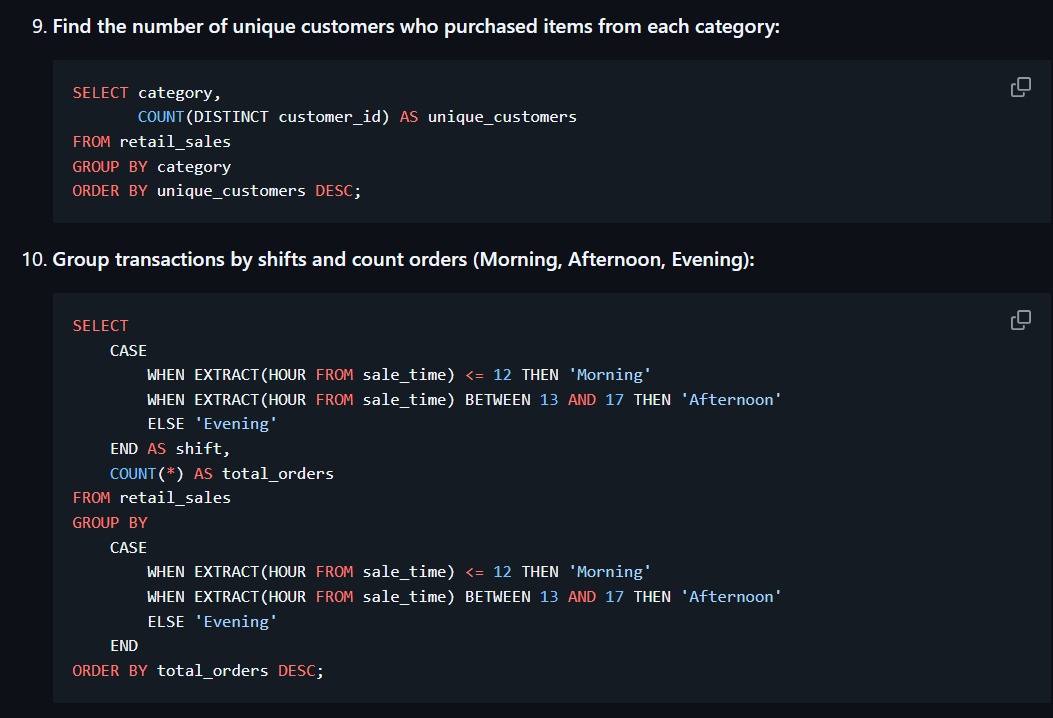 9. Find the number of unique customers who purchased items from each category:
SELECT category,
COUNT(DISTINCT customer_id) AS unique_customers
FROM retail_sales
GROUP BY category
ORDER BY unique_customers DESC;
10. Group transactions by shifts and count orders (Morning, Afternoon, Evening):
SELECT
CASE
WHEN EXTRACT(HOUR FROM sale_time) <= 12 THEN 'Morning'
WHEN EXTRACT(HOUR FROM sale_time) BETWEEN 13 AND 17 THEN 'Afternoon'
ELSE 'Evening'
END AS shift,
COUNT(*) AS total_orders
FROM retail_sales
GROUP BY
CASE
WHEN EXTRACT(HOUR FROM sale_time) <= 12 THEN 'Morning'
WHEN EXTRACT(HOUR FROM sale_time) BETWEEN 13 AND 17 THEN 'Afternoon'
ELSE 'Evening'
END
ORDER BY total_orders DESC;